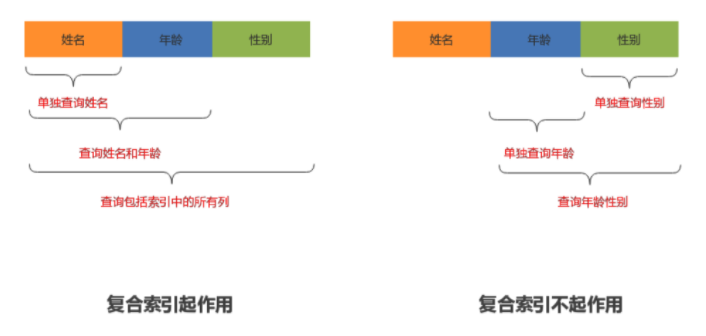 姓名 年龄 性别
单独查询姓名
查询姓名和年龄
查询包括索引中的所有列
复合索引起作用
姓名 年龄 性别
单独查询性别
单独查询年龄
查询年龄性别
复合索引不起作用